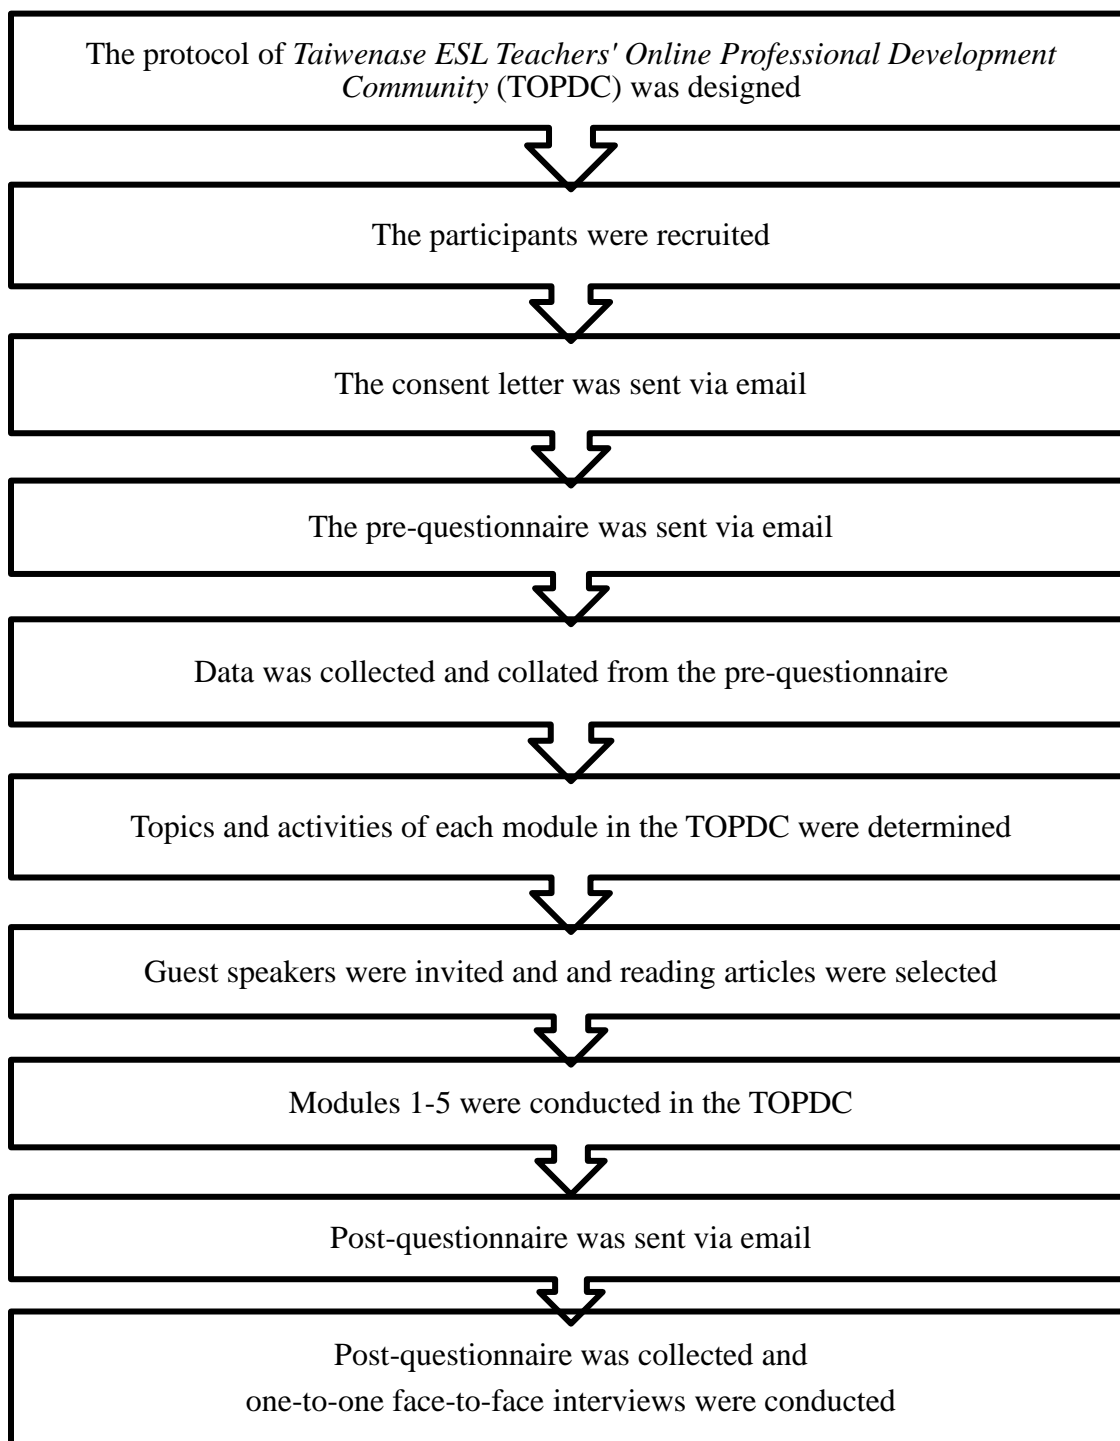 The protocol of Taiwenase ESL Teachers' Online Professional Development
Community (TOPDC) was designed
The participants were recruited
The consent letter was sent via email
The pre-questionnaire was sent via email
Data was collected and collated from the pre-questionnaire
Topics and activities of each module in the TOPDC were determined
Guest speakers were invited and and reading articles were selected
Modules 1-5 were conducted in the TOPDC
Post-questionnaire was sent via email
Post-questionnaire was collected and
one-to-one face-to-face interviews were conducted